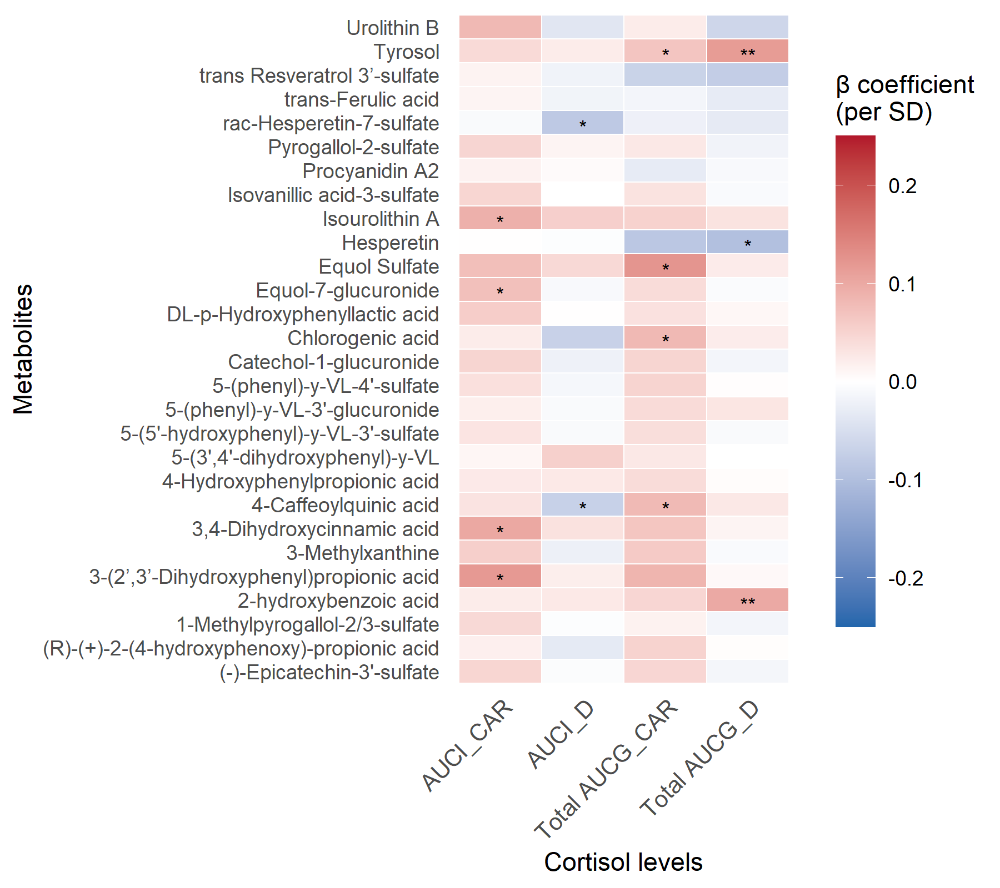 Urolithin B
Tyrosol
* **
trans Resveratrol 3’-sulfate
trans-Ferulic acid
rac-Hesperetin-7-sulfate
*
Pyrogallol-2-sulfate
Procyanidin A2
Isovanillic acid-3-sulfate
Isourolithin A
*
Hesperetin
*
Equol Sulfate
*
Equol-7-glucuronide
*
DL-p-Hydroxyphenyllactic acid
Chlorogenic acid
*
Catechol-1-glucuronide
5-(phenyl)-y-VL-4'-sulfate
5-(phenyl)-y-VL-3'-glucuronide
5-(5'-hydroxyphenyl)-y-VL-3'-sulfate
5-(3',4'-dihydroxyphenyl)-y-VL
4-Hydroxyphenylpropionic acid
4-Caffeoylquinic acid
* *
3,4-Dihydroxycinnamic acid
*
3-Methylxanthine
3-(2’,3’-Dihydroxyphenyl)propionic acid
*
2-hydroxybenzoic acid
**
1-Methylpyrogallol-2/3-sulfate
(R)-(+)-2-(4-hydroxyphenoxy)-propionic acid
(-)-Epicatechin-3'-sulfate
Metabolites
AUCI_CAR
AUCI_D
Total AUCG_CAR
Total AUCG_D
Cortisol levels
β coefficient
(per SD)
0.2
0.1
0.0
-0.1
-0.2